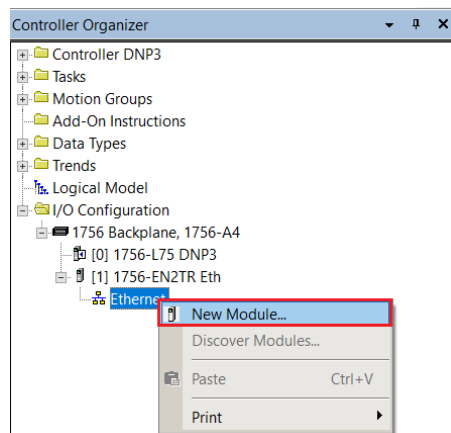 Controller Organizer
Controller DNP3
Tasks
Motion Groups
Add-On Instructions
Data Types
Trends
Logical Model
I/O Configuration
1756 Backplane, 1756-A4
[0] 1756-L75 DNP3
[1] 1756-EN2TR Eth
Ethernet
New Module...
Discover Modules...
Paste Ctrl+V
Print